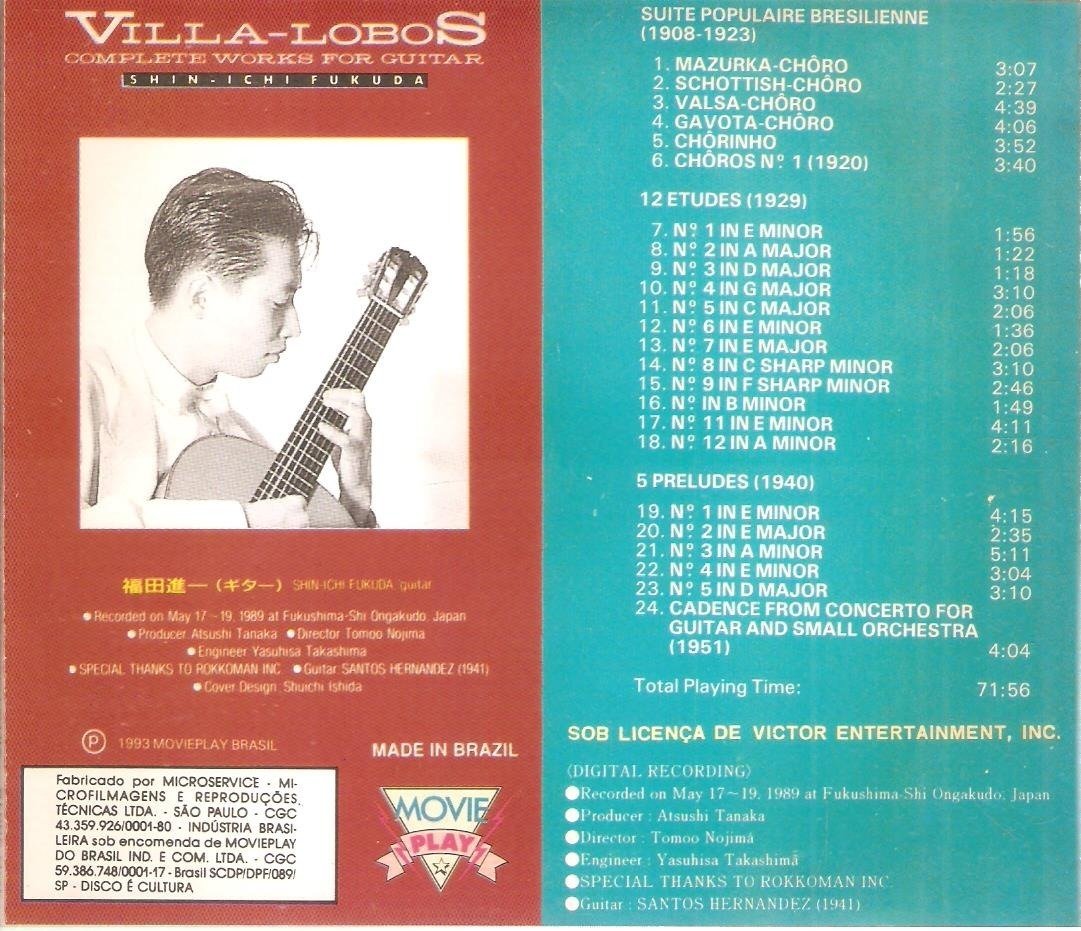 VILLA-LOBOS
COMPLETE WORKS FOR GUITAR
SHIN-ICHI FUKUDA
福田進一(ギター) SHIN-ICHI FUKUDA, guitar
●Recorded on May 17~19, 1989 at Fukushima-Shi Ongakudo, Japan
●Producer Atsushi Tanaka ●Director Tomoo Nojima
●Engineer Yasuhisa Takashima
●SPECIAL THANKS TO ROKKOMAN INC. ●Guitar SANTOS HERNANDEZ (1941)
●Cover Design: Shuichi Ishida
Ⓟ 1993 MOVIEPLAY BRASIL
MADE IN BRAZIL
Fabricado por MICROSERVICE - MI-
CROFILMAGENS E REPRODUÇÕES
TÉCNICAS LTDA. - SÃO PAULO - CGC
43.359.926/0001-80 - INDÚSTRIA BRASI-
LEIRA sob encomenda de MOVIEPLAY
DO BRASIL IND. E COM. LTDA. - CGC
59.386.748/0001-17 - Brasil SCDP/DPF/089/
SP - DISCO É CULTURA
MOVIE
PLAY
SUITE POPULAIRE BRESILIENNE
(1908-1923)
1. MAZURKA-CHÔRO 3:07
2. SCHOTTISH-CHÔRO 2:27
3. VALSA-CHÔRO 4:39
4. GAVOTA-CHÔRO 4:06
5. CHÔRINHO 3:52
6. CHÔROS Nº 1 (1920) 3:40
12 ETUDES (1929)
7. Nº 1 IN E MINOR 1:56
8. Nº 2 IN A MAJOR 1:22
9. Nº 3 IN D MAJOR 1:18
10. Nº 4 IN G MAJOR 3:10
11. Nº 5 IN C MAJOR 2:06
12. Nº 6 IN E MINOR 1:36
13. Nº 7 IN E MAJOR 2:06
14. Nº 8 IN C SHARP MINOR 3:10
15. Nº 9 IN F SHARP MINOR 2:46
16. Nº IN B MINOR 1:49
17. Nº 11 IN E MINOR 4:11
18. Nº 12 IN A MINOR 2:16
5 PRELUDES (1940)
19. Nº 1 IN E MINOR 4:15
20. Nº 2 IN E MAJOR 2:35
21. Nº 3 IN A MINOR 5:11
22. Nº 4 IN E MINOR 3:04
23. Nº 5 IN D MAJOR 3:10
24. CADENCE FROM CONCERTO FOR
GUITAR AND SMALL ORCHESTRA
(1951) 4:04
Total Playing Time: 71:56
SOB LICENÇA DE VICTOR ENTERTAINMENT, INC.
〈DIGITAL RECORDING〉
●Recorded on May 17~19, 1989 at Fukushima-Shi Ongakudo, Japan
●Producer : Atsushi Tanaka
●Director : Tomoo Nojima
●Engineer : Yasuhisa Takashima
●SPECIAL THANKS TO ROKKOMAN INC.
●Guitar : SANTOS HERNANDEZ (1941)